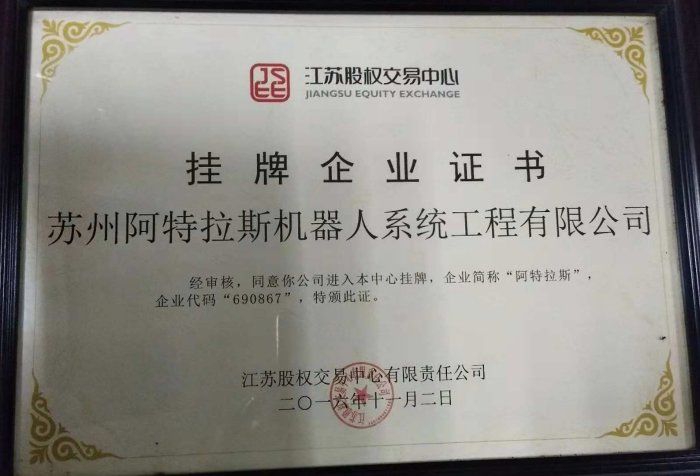 JSEE 江苏股权交易中心
JIANGSU EQUITY EXCHANGE
挂牌企业证书
苏州阿特拉斯机器人系统工程有限公司
经审核，同意你公司进入本中心挂牌，企业简称“阿特拉斯”，
企业代码“690867”，特颁此证。
江苏股权交易中心有限责任公司
二〇一六年十一月二日